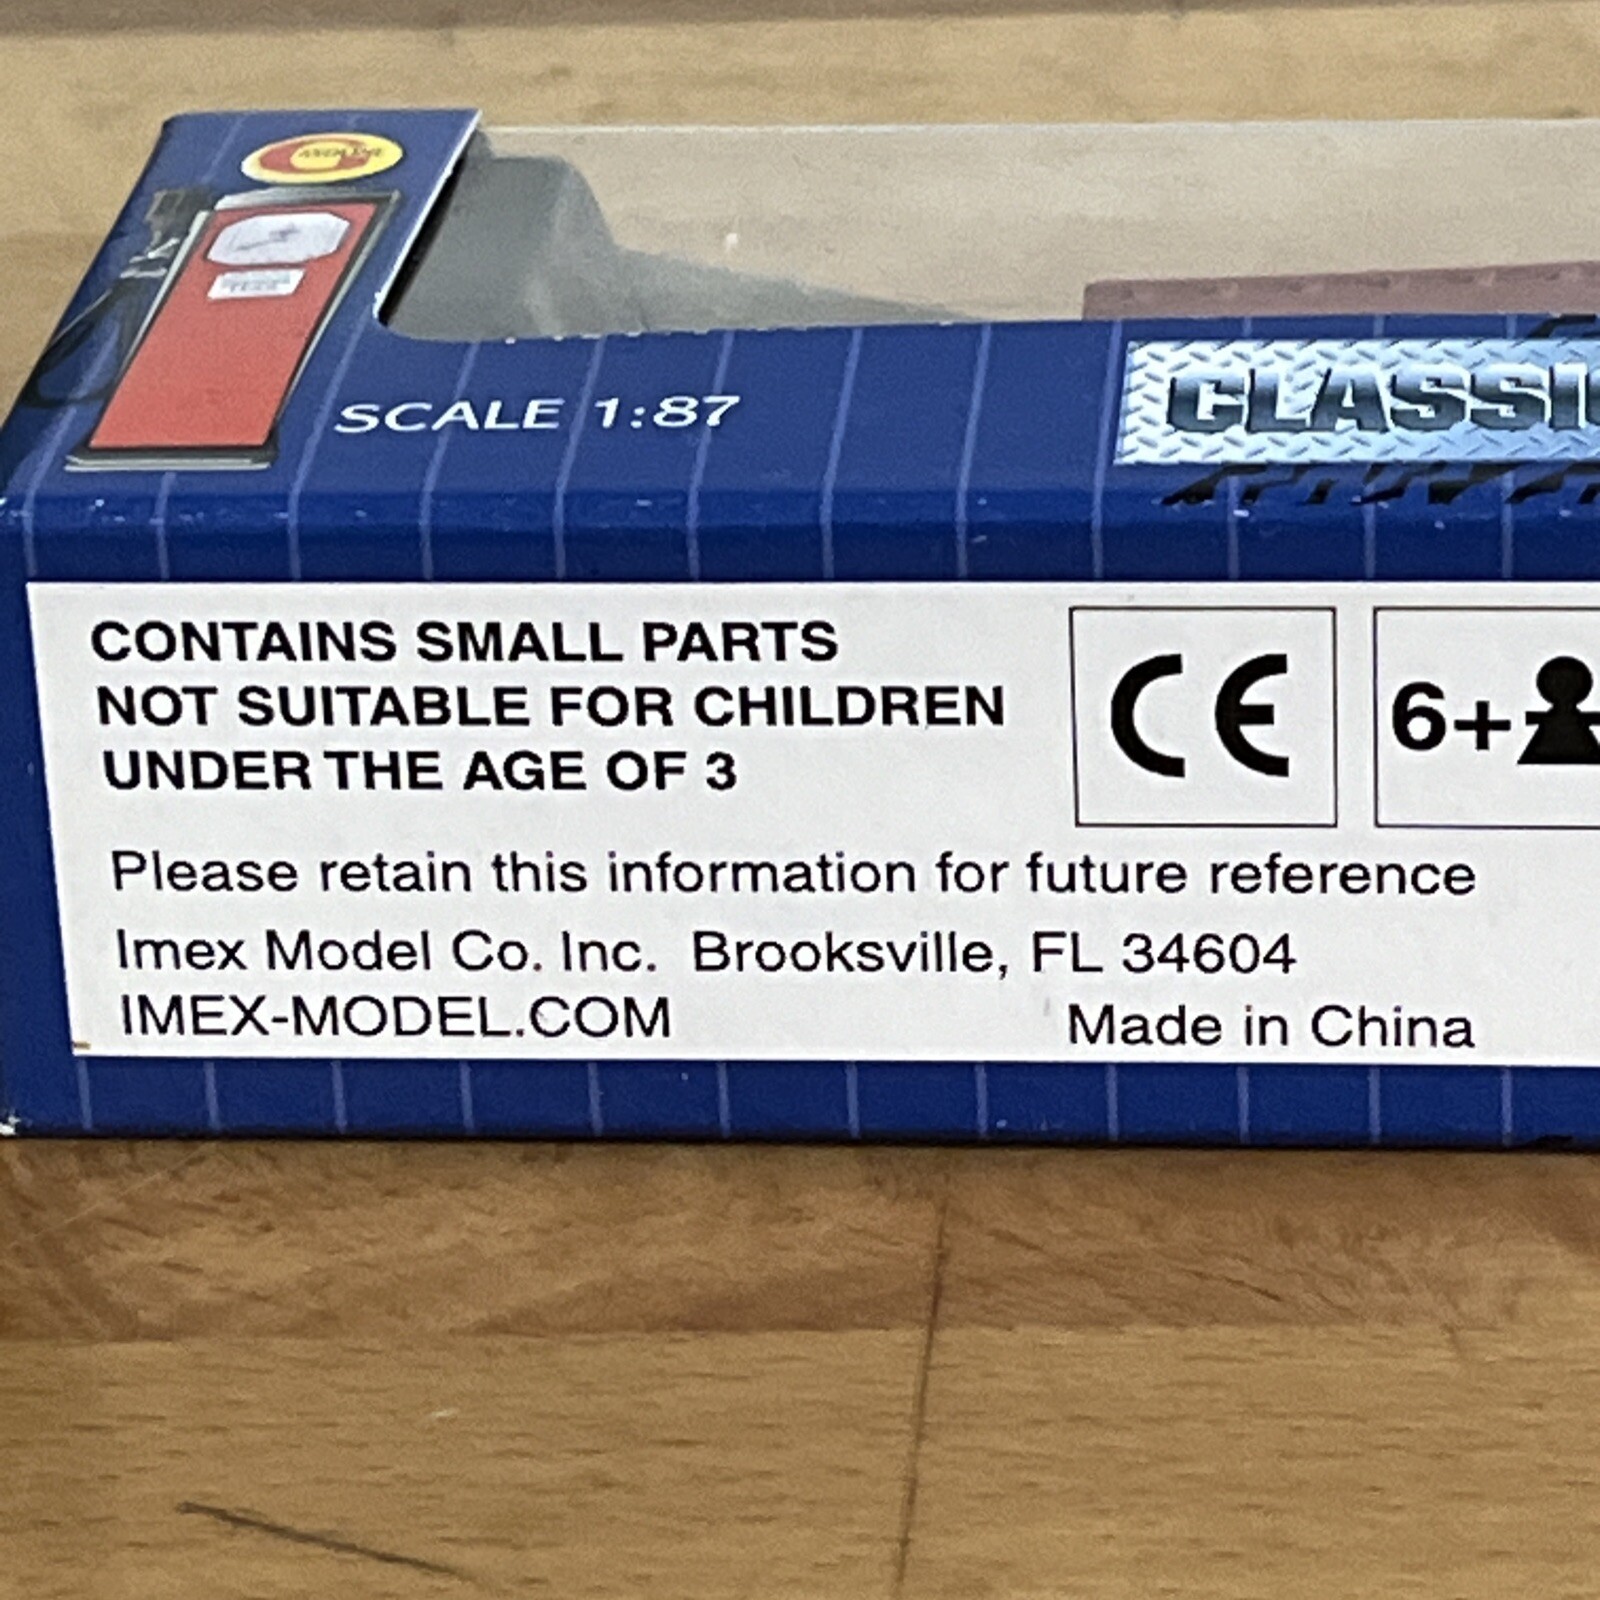 SCALE 1:87
CLASSIC
CONTAINS SMALL PARTS
NOT SUITABLE FOR CHILDREN
UNDER THE AGE OF 3
CE
6+
Please retain this information for future reference
Imex Model Co. Inc. Brooksville, FL 34604
IMEX-MODEL.COM
Made in China